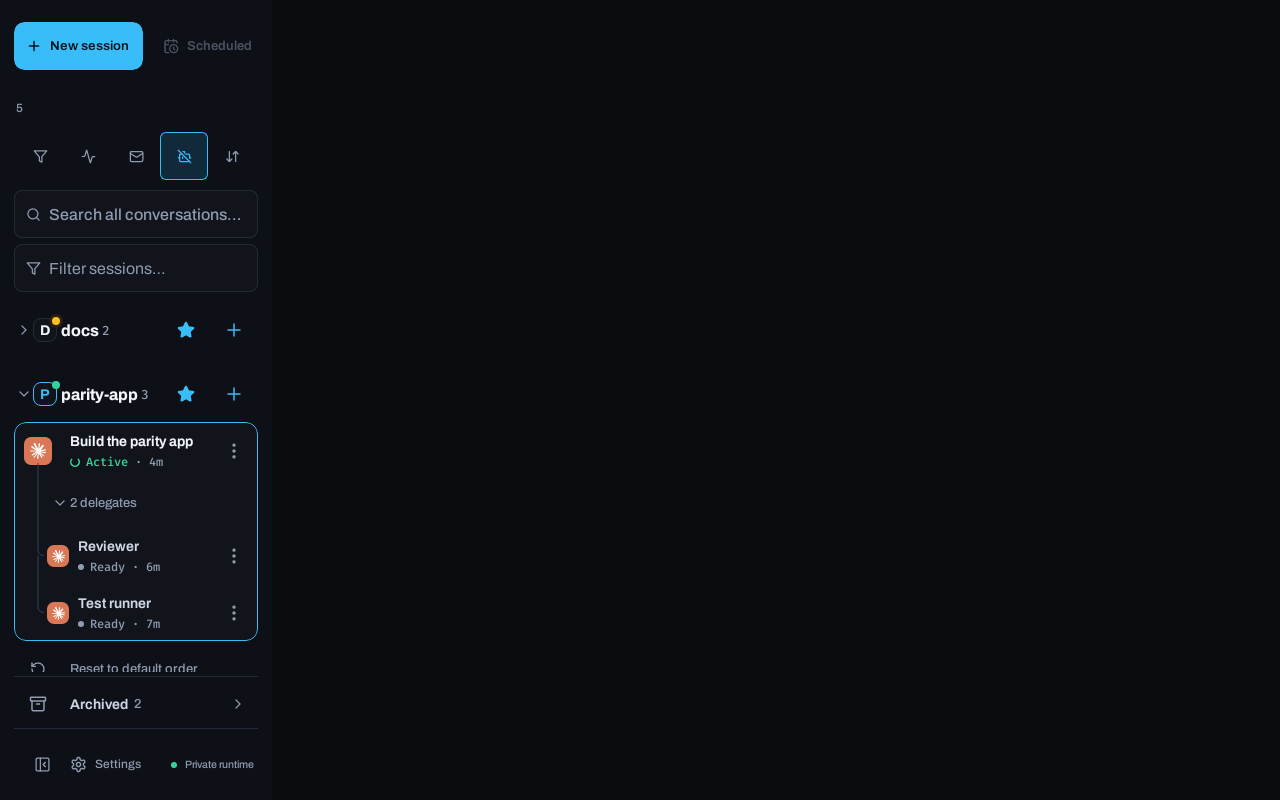 New session
Scheduled
5
Search all conversations...
Filter sessions...
D docs 2
P parity-app 3
Build the parity app
Active · 4m
2 delegates
Reviewer
Ready · 6m
Test runner
Ready · 7m
Reset to default order
Archived 2
Settings
Private runtime